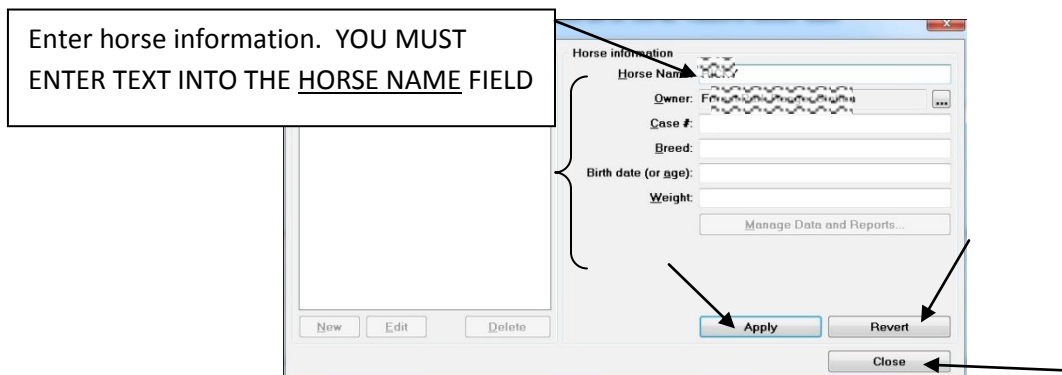 Enter horse information.  YOU MUST
ENTER TEXT INTO THE HORSE NAME FIELD
Horse information
Horse Name:
Owner:
...
Case #:
Breed:
Birth date (or age):
Weight:
Manage Data and Reports...
New
Edit
Delete
Apply
Revert
Close